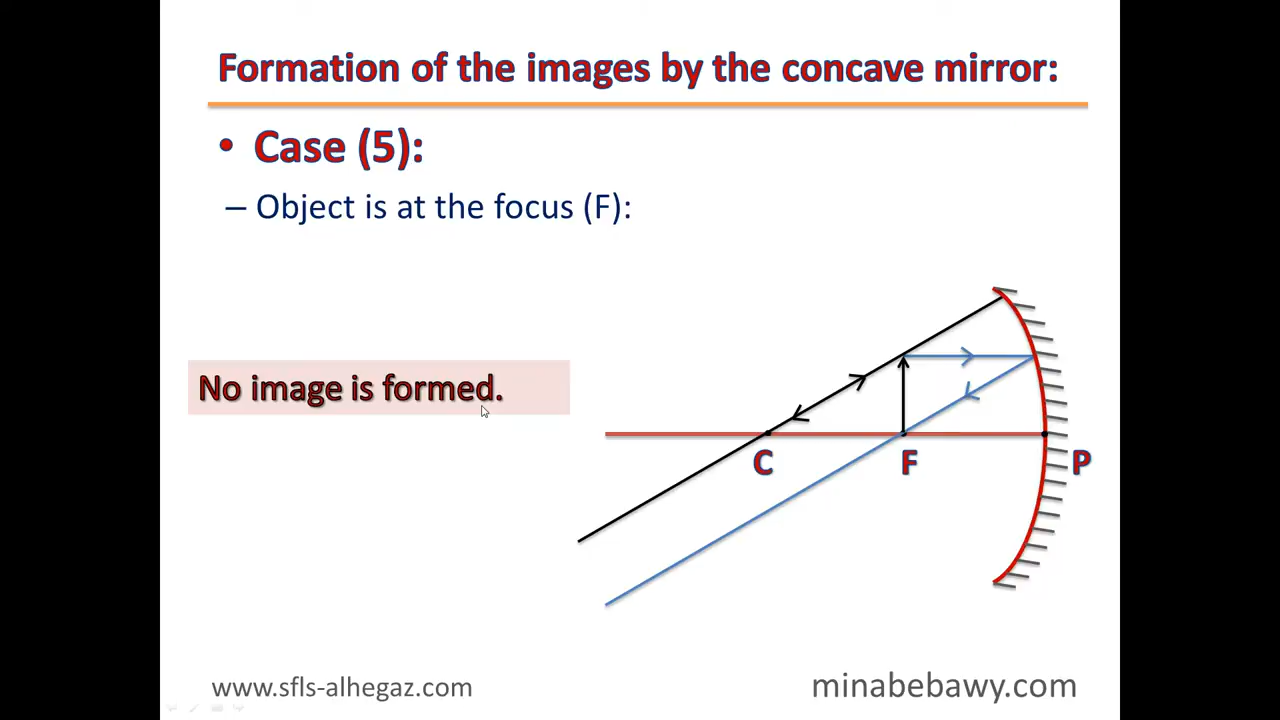 Formation of the images by the concave mirror:
• Case (5):
– Object is at the focus (F):
No image is formed.
C F P
www.sfls-alhegaz.com minabebawy.com